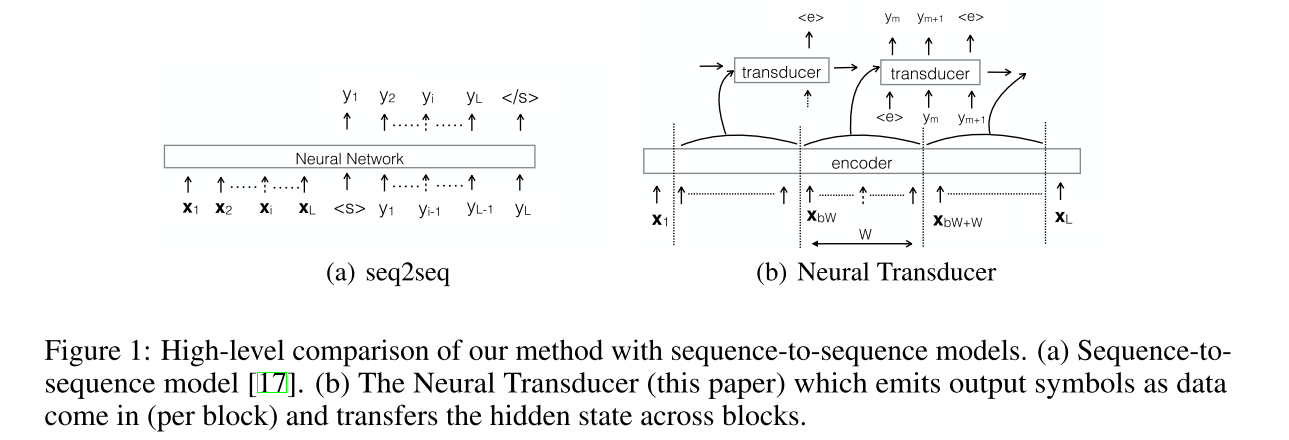 y1 y2 yi yL </s>
Neural Network
x1 x2 xi xL <s> y1 yi-1 yL-1 yL
(a) seq2seq
<e> ym ym+1 <e>
transducer transducer
<e> ym ym+1
encoder
x1 xbW xbW+W xL
W
(b) Neural Transducer
Figure 1: High-level comparison of our method with sequence-to-sequence models. (a) Sequence-to-
sequence model [17]. (b) The Neural Transducer (this paper) which emits output symbols as data
come in (per block) and transfers the hidden state across blocks.